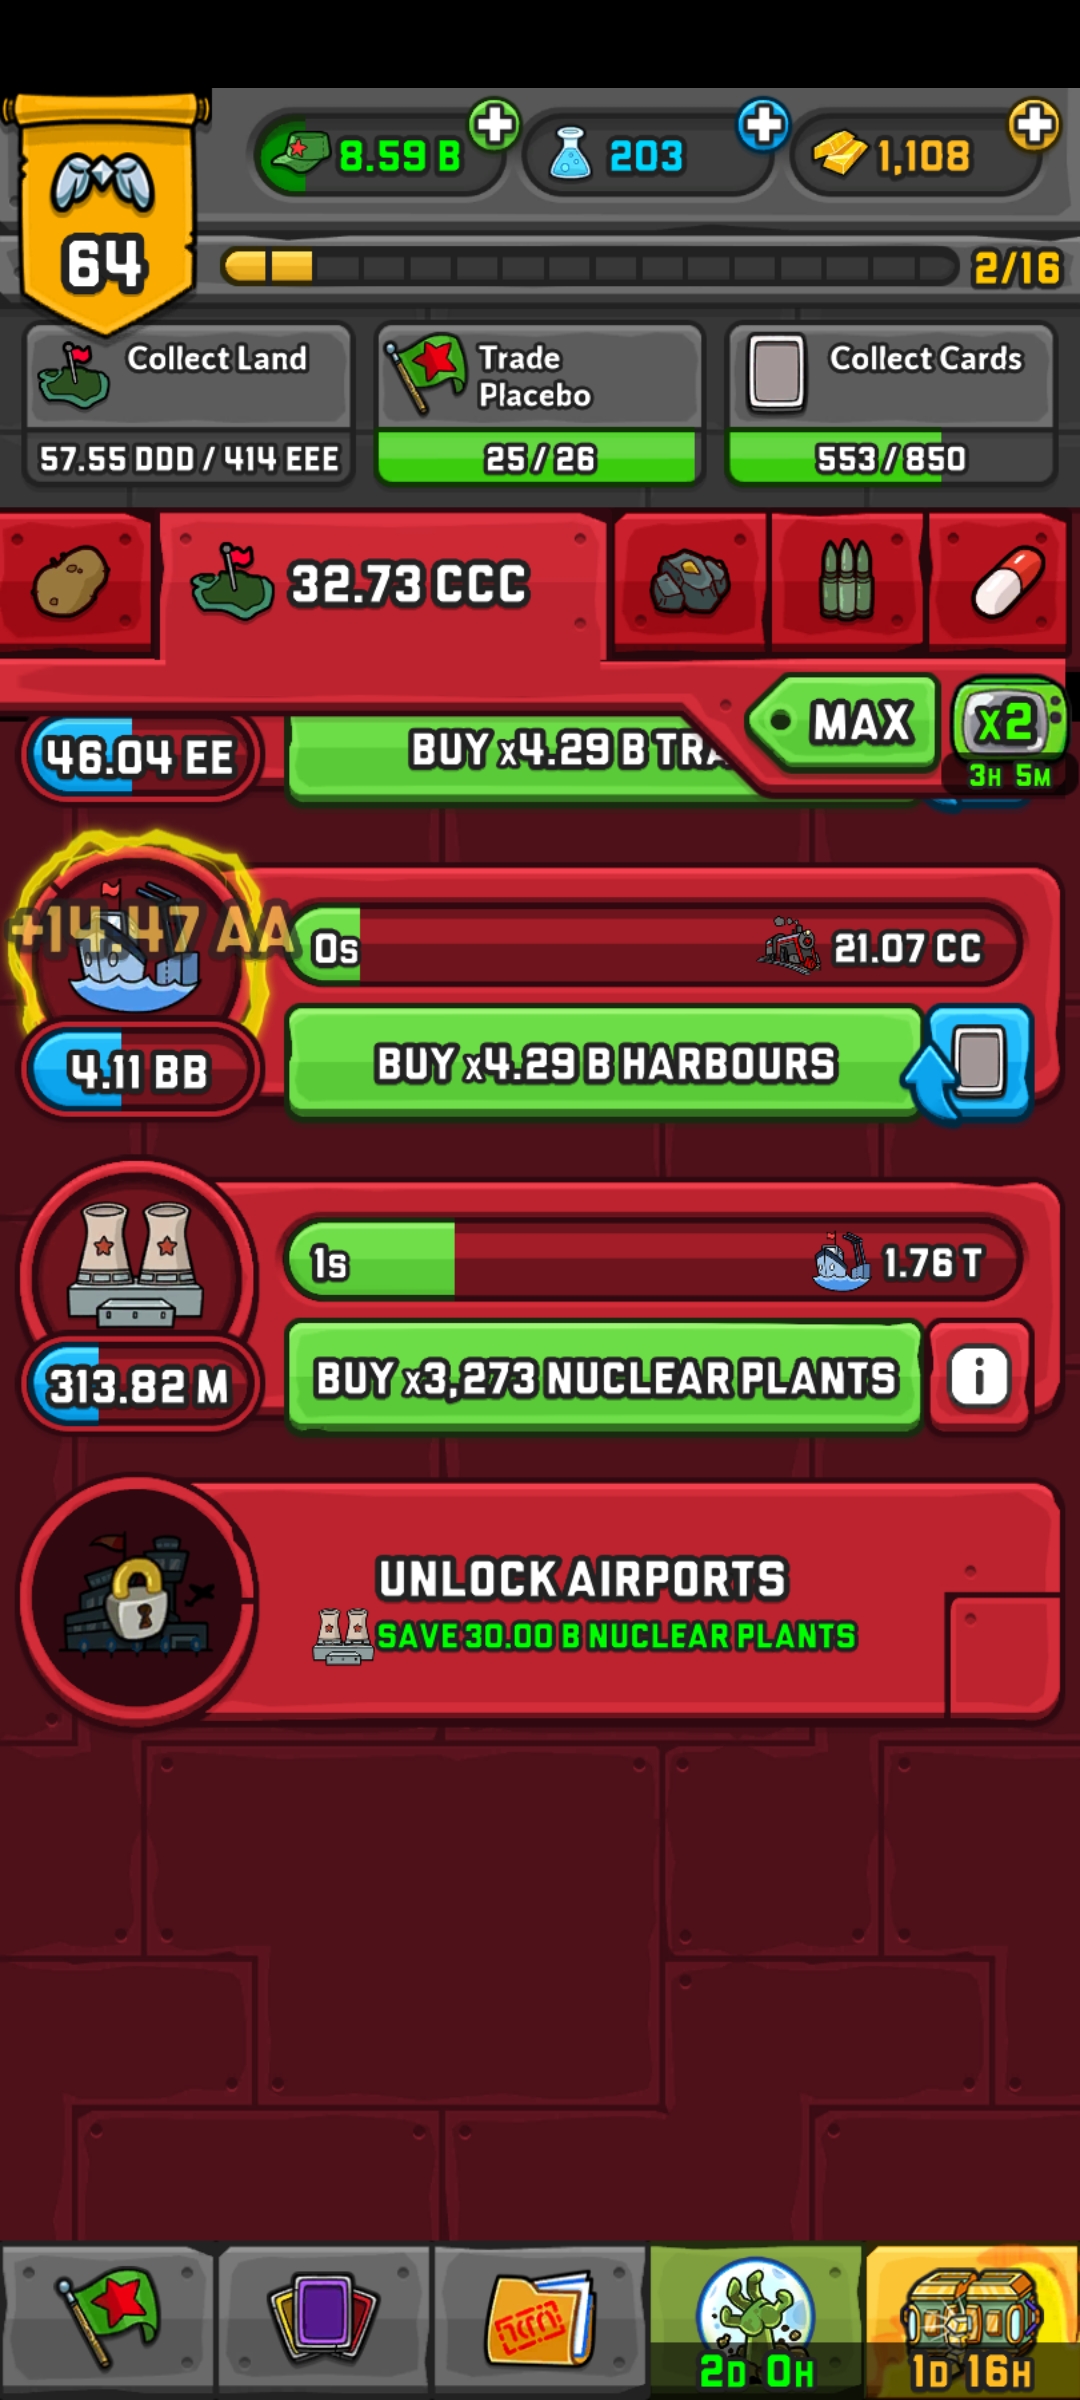 8.59 B
203
1,108
64
2/16
Collect Land
57.55 DDD / 414 EEE
Trade
Placebo
25 / 26
Collect Cards
553 / 850
32.73 CCC
MAX
x2
3H 5M
46.04 EE
BUY x4.29 B
+14.47 AA
0s
21.07 CC
4.11 BB
BUY x4.29 B HARBOURS
1s
1.76 T
313.82 M
BUY x3,273 NUCLEAR PLANTS
i
UNLOCK AIRPORTS
SAVE 30.00 B NUCLEAR PLANTS
2D 0H
1D 16H